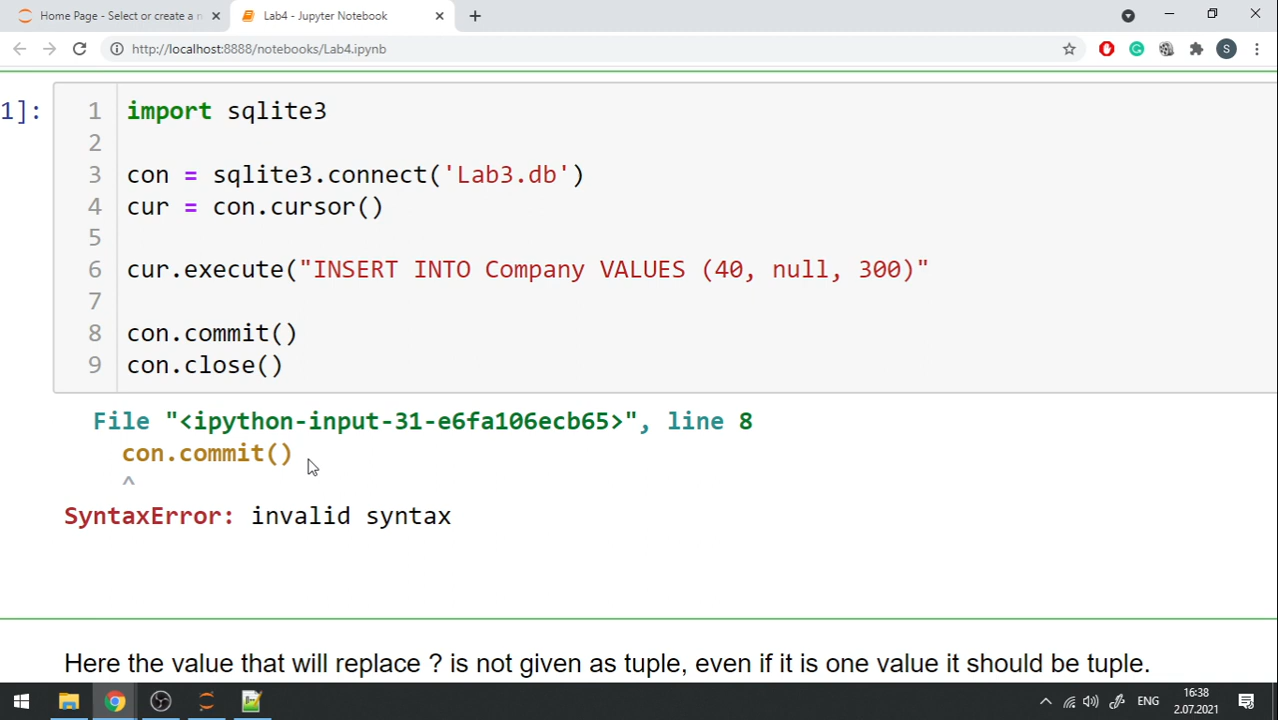 Home Page - Select or create a n
Lab4 - Jupyter Notebook
http://localhost:8888/notebooks/Lab4.ipynb
S
1]:
1 import sqlite3
2
3 con = sqlite3.connect('Lab3.db')
4 cur = con.cursor()
5
6 cur.execute("INSERT INTO Company VALUES (40, null, 300)"
7
8 con.commit()
9 con.close()
File "<ipython-input-31-e6fa106ecb65>", line 8
con.commit()
^
SyntaxError: invalid syntax
Here the value that will replace ? is not given as tuple, even if it is one value it should be tuple.
ENG
16:38
2.07.2021